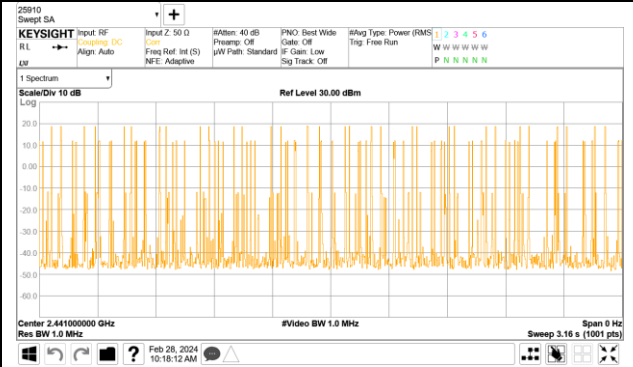 25910
Swept SA
KEYSIGHT
RL
Input: RF
Coupling: DC
Align: Auto
Input Z: 50 Ω
Corr
Freq Ref: Int (S)
NFE: Adaptive
#Atten: 40 dB
Preamp: Off
µW Path: Standard
PNO: Best Wide
Gate: Off
IF Gain: Low
Sig Track: Off
#Avg Type: Power (RMS
Trig: Free Run
1 2 3 4 5 6
W W W W W W
P N N N N N
1 Spectrum
Scale/Div 10 dB
Ref Level 30.00 dBm
Log
20.0
10.0
0.00
-10.0
-20.0
-30.0
-40.0
-50.0
-60.0
Center 2.441000000 GHz
#Video BW 1.0 MHz
Span 0 Hz
Res BW 1.0 MHz
Sweep 3.16 s (1001 pts)
?
Feb 28, 2024
10:18:12 AM